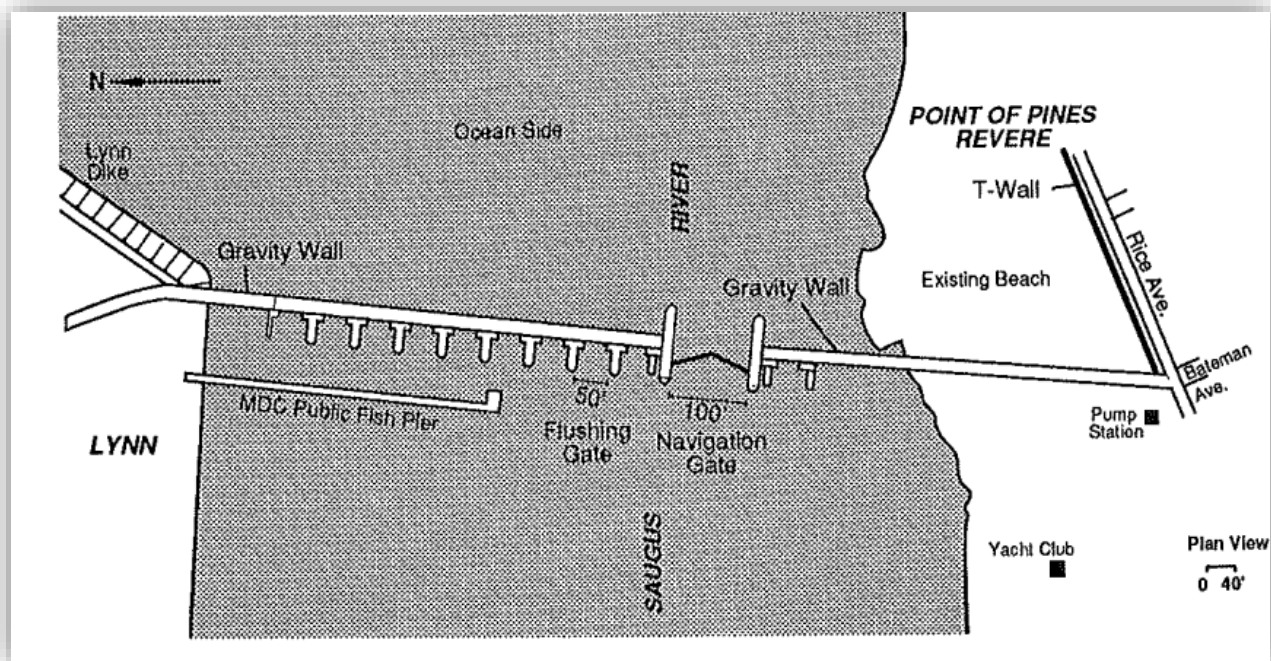 N
Ocean Side
POINT OF PINES
REVERE
Lynn
Dike
RIVER
T-Wall
Gravity Wall
Rice Ave.
Existing Beach
Gravity Wall
Bateman
Ave.
MDC Public Fish Pier
50'
100'
Flushing
Gate
Navigation
Gate
Pump
Station
LYNN
SAUGUS
Yacht Club
Plan View
0 40'